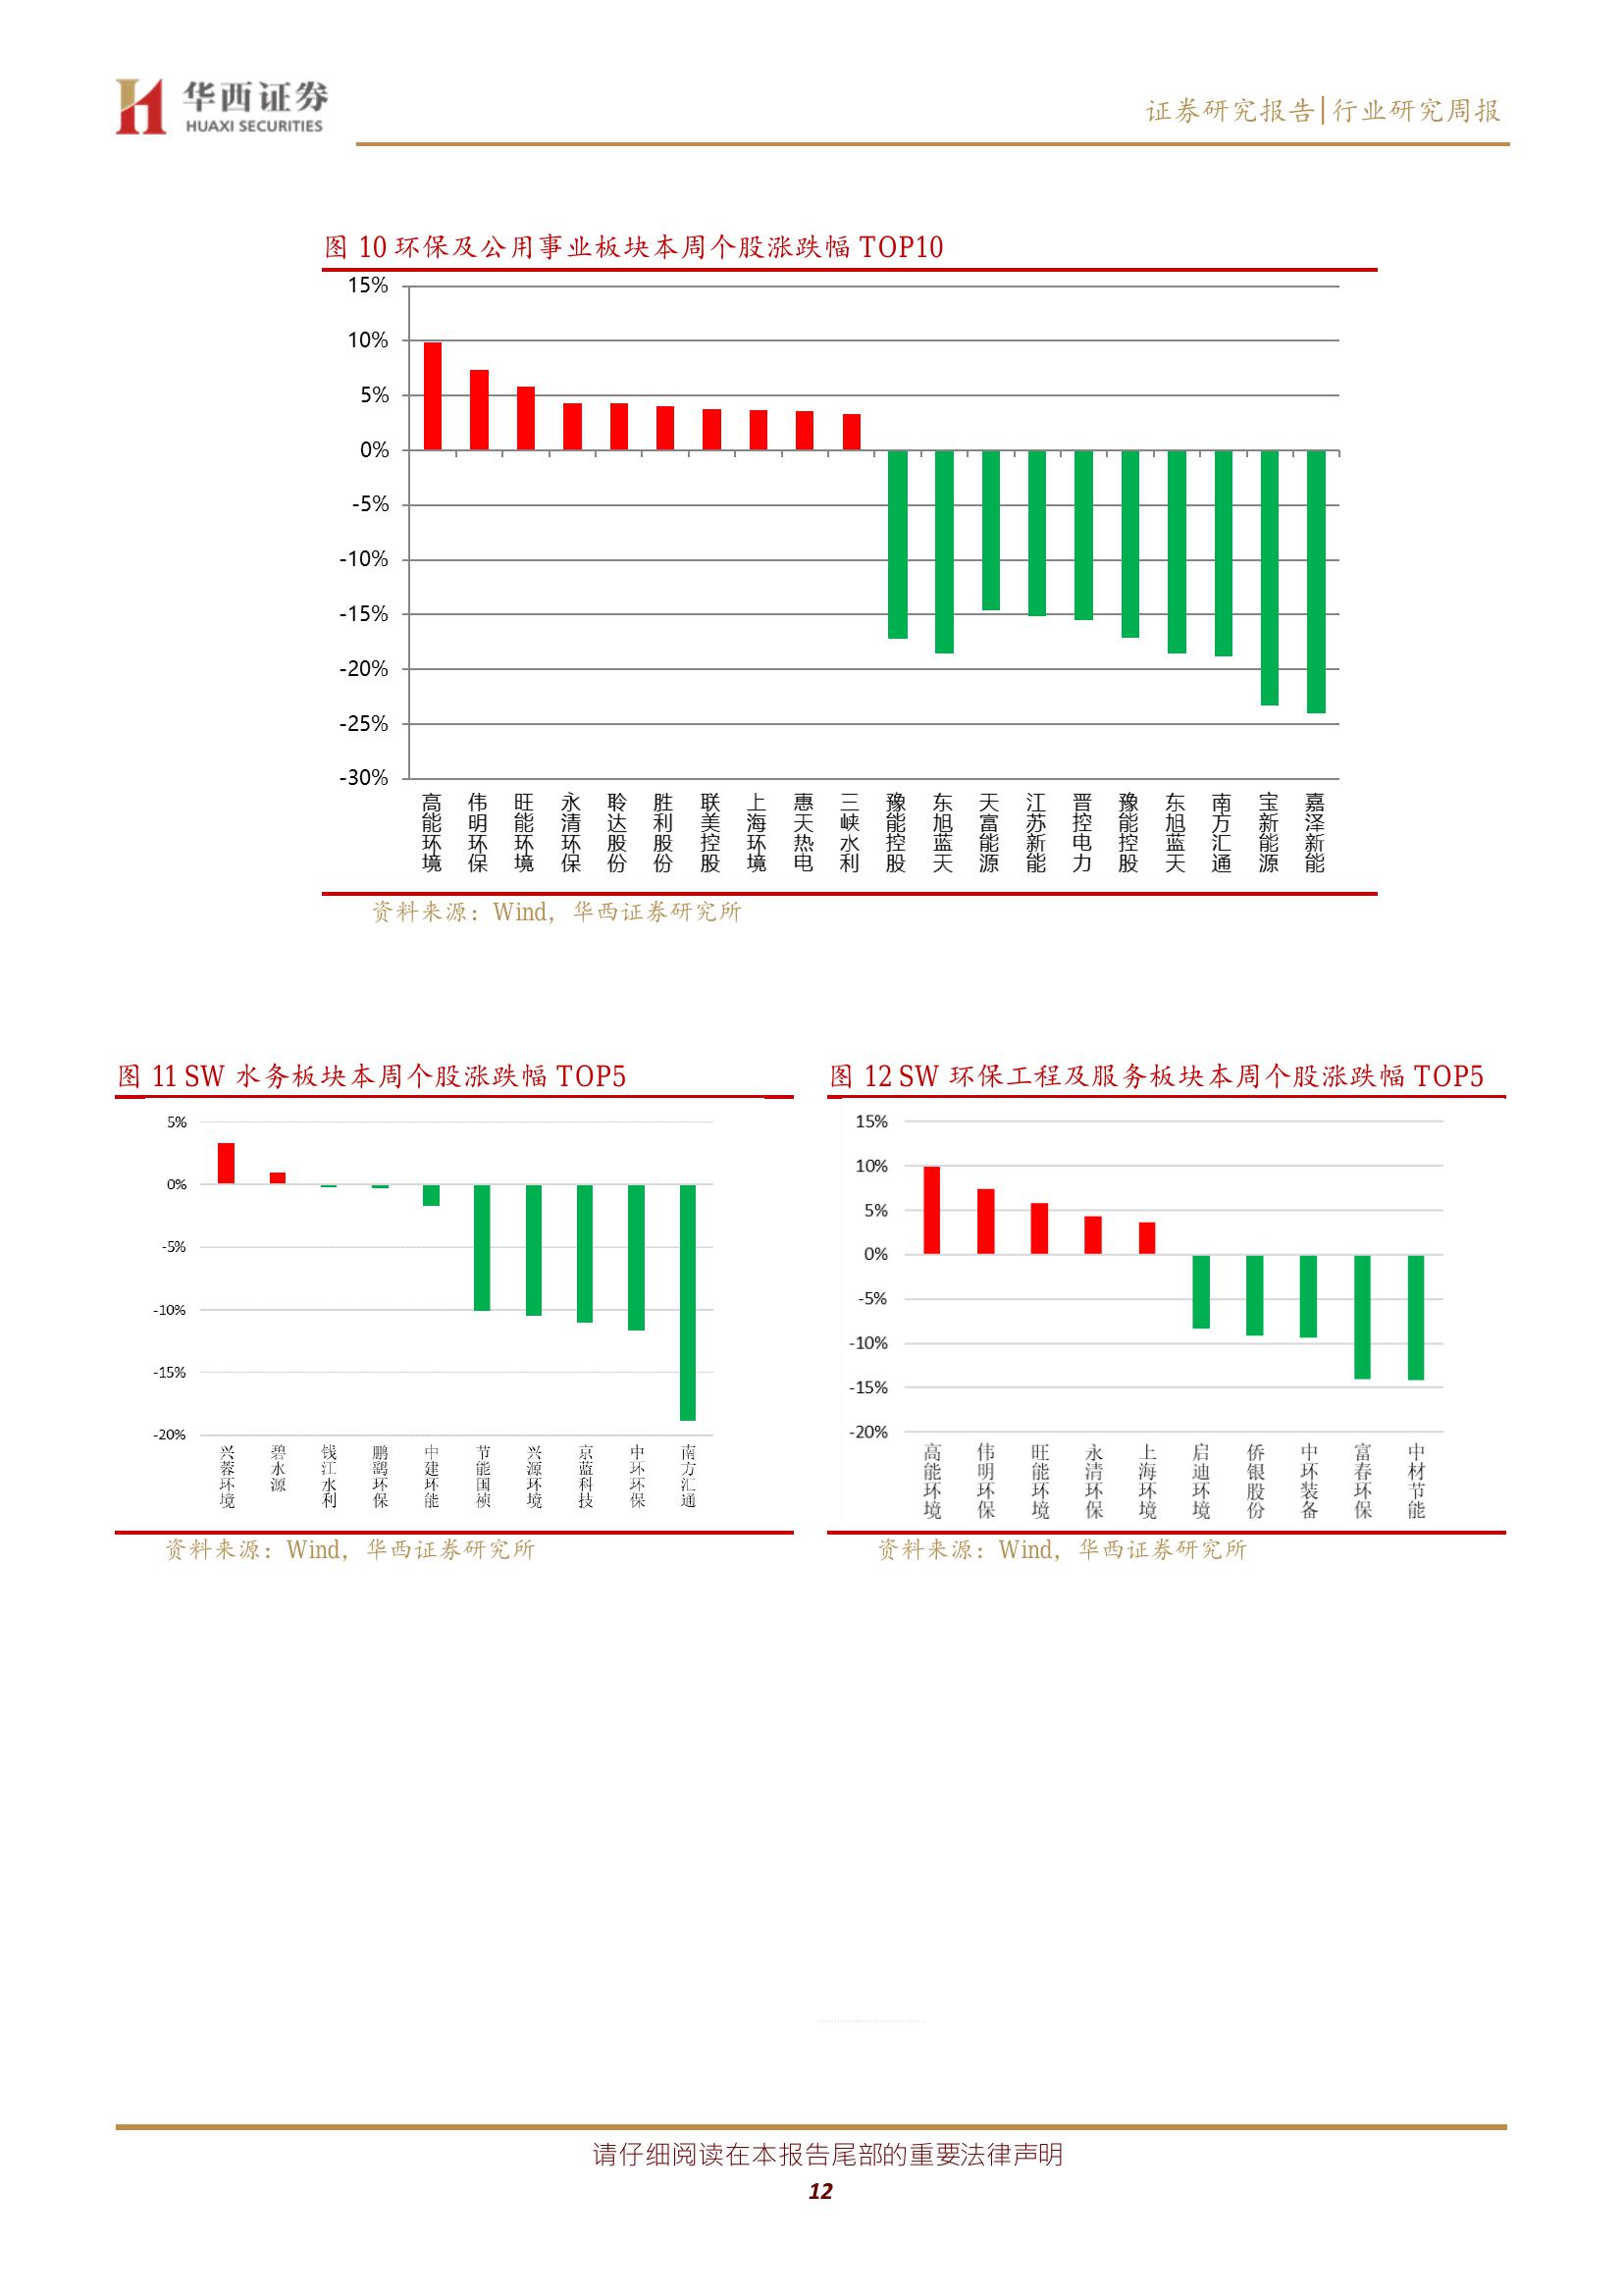 华西证券
HUAXI SECURITIES
证券研究报告|行业研究周报
图 10 环保及公用事业板块本周个股涨跌幅 TOP10
15%
10%
5%
0%
-5%
-10%
-15%
-20%
-25%
-30%
高能环境
伟明环保
旺能环境
永清环保
聆达股份
胜利股份
联美控股
上海环境
惠天热电
三峡水利
豫能控股
东旭蓝天
天富能源
江苏新能
晋控电力
豫能控股
东旭蓝天
南方汇通
宝新能源
嘉泽新能
资料来源：Wind，华西证券研究所
图 11 SW 水务板块本周个股涨跌幅 TOP5
5%
0%
-5%
-10%
-15%
-20%
兴蓉环境
碧水源
钱江水利
鹏鹞环保
中建环能
节能国祯
兴源环境
京蓝科技
中环环保
南方汇通
资料来源：Wind，华西证券研究所
图 12 SW 环保工程及服务板块本周个股涨跌幅 TOP5
15%
10%
5%
0%
-5%
-10%
-15%
-20%
高能环境
伟明环保
旺能环境
永清环保
上海环境
启迪环境
侨银股份
中环装备
富春环保
中材节能
资料来源：Wind，华西证券研究所
请仔细阅读在本报告尾部的重要法律声明
12